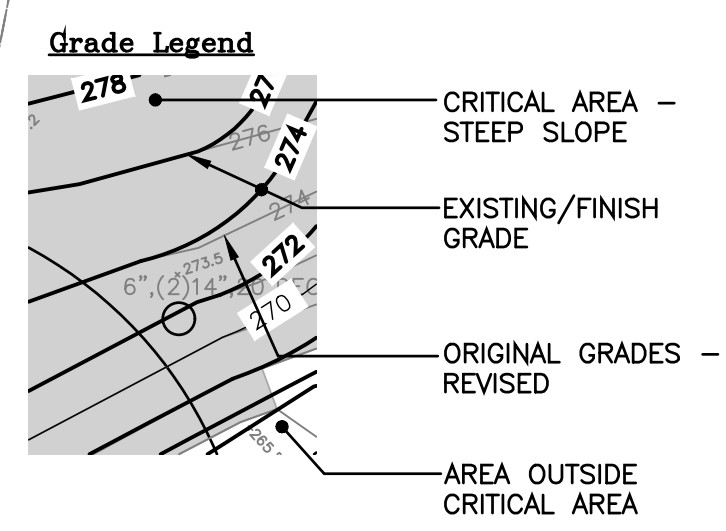 Grade Legend
278
27
276
274
274
272
273.5
6",(2)14",20
270
265
CRITICAL AREA –
STEEP SLOPE
EXISTING/FINISH
GRADE
ORIGINAL GRADES –
REVISED
AREA OUTSIDE
CRITICAL AREA